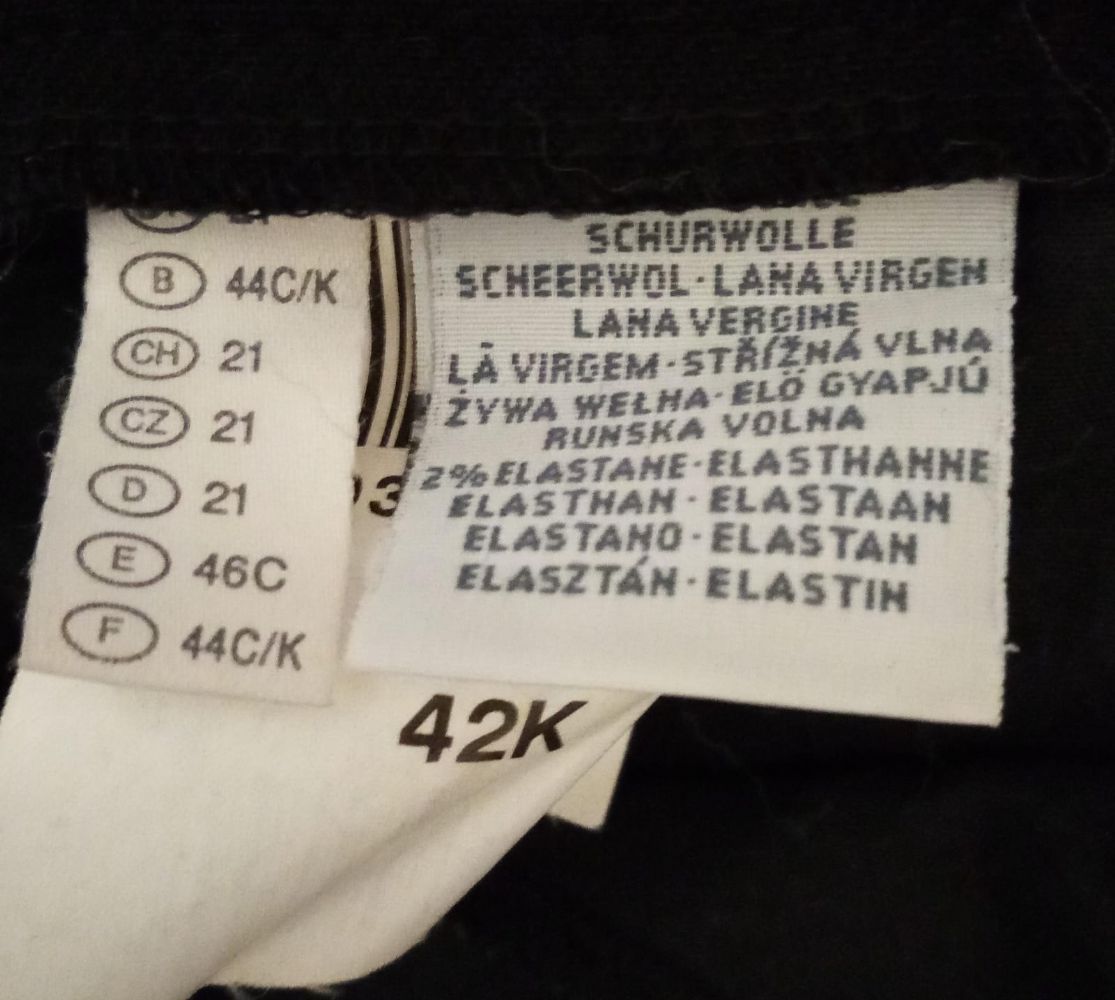 B 44C/K
CH 21
CZ 21
D 21
E 46C
F 44C/K
SCHURWOLLE
SCHEERWOL·LANA VIRGEN
LANA VERGINE
LÀ VIRGEM·STŘÍŽNÁ VLNA
ŻYWA WEŁNA·ELÖ GYAPJÚ
RUNSKA VOLNA
2% ELASTANE·ELASTHANNE
ELASTHAN·ELASTAAN
ELASTANO·ELASTAN
ELASZTÁN·ELASTIN
42K